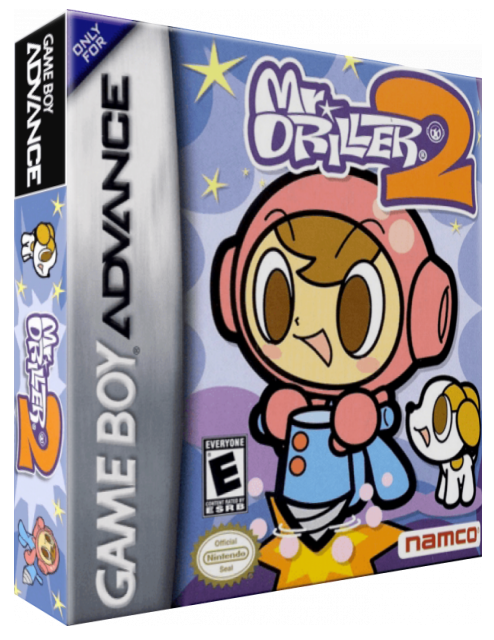 GAME BOY
ADVANCE
Mr.
DRILLER®
2
ONLY
FOR
GAME BOY® ADVANCE
Mr.
DRILLER®
2
EVERYONE
E
CONTENT RATED BY
ESRB
Official
Nintendo
Seal
namco®